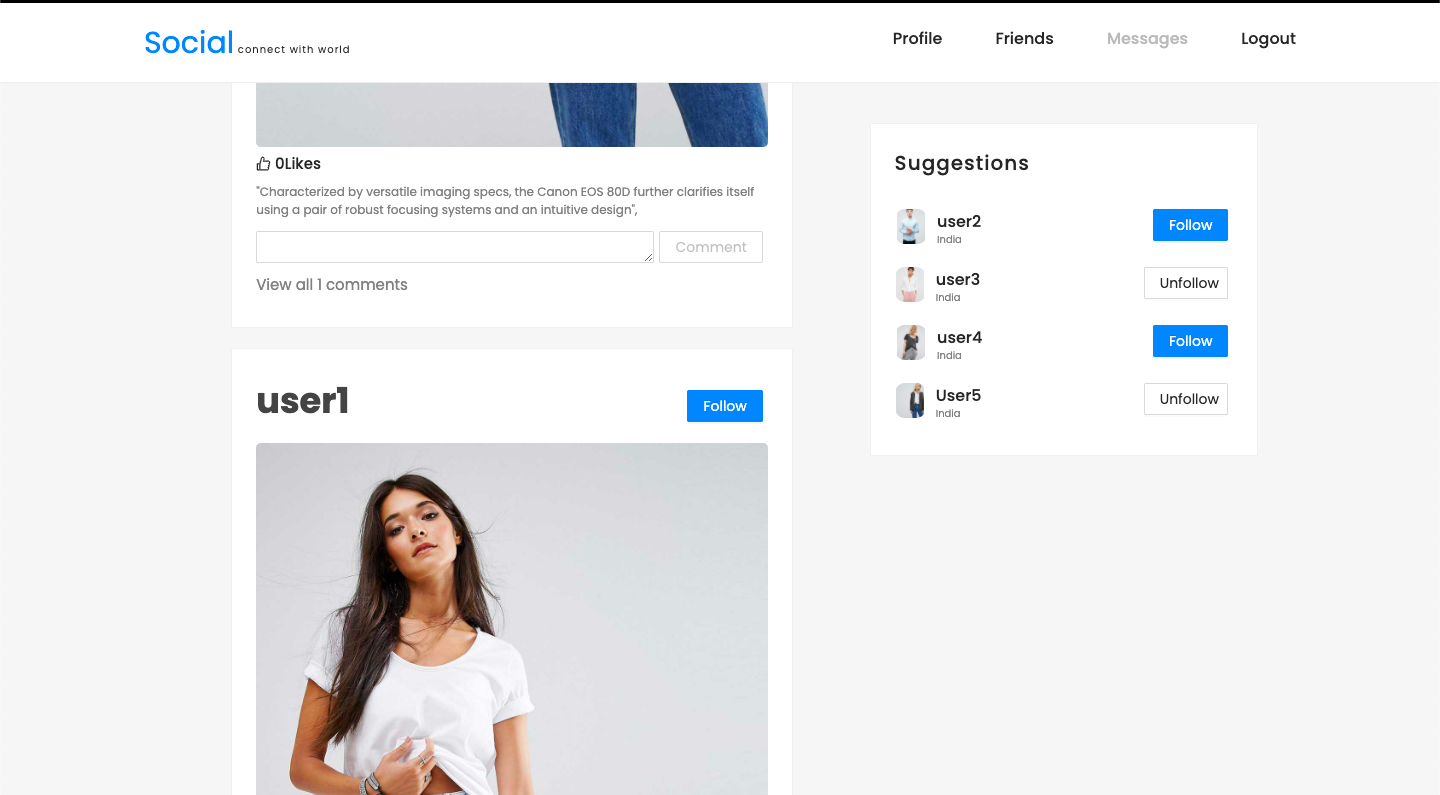 Social connect with world
Profile Friends Messages Logout
0Likes
"Characterized by versatile imaging specs, the Canon EOS 80D further clarifies itself
using a pair of robust focusing systems and an intuitive design",
Comment
View all 1 comments
user1
Follow
Suggestions
user2
India
Follow
user3
India
Unfollow
user4
India
Follow
User5
India
Unfollow